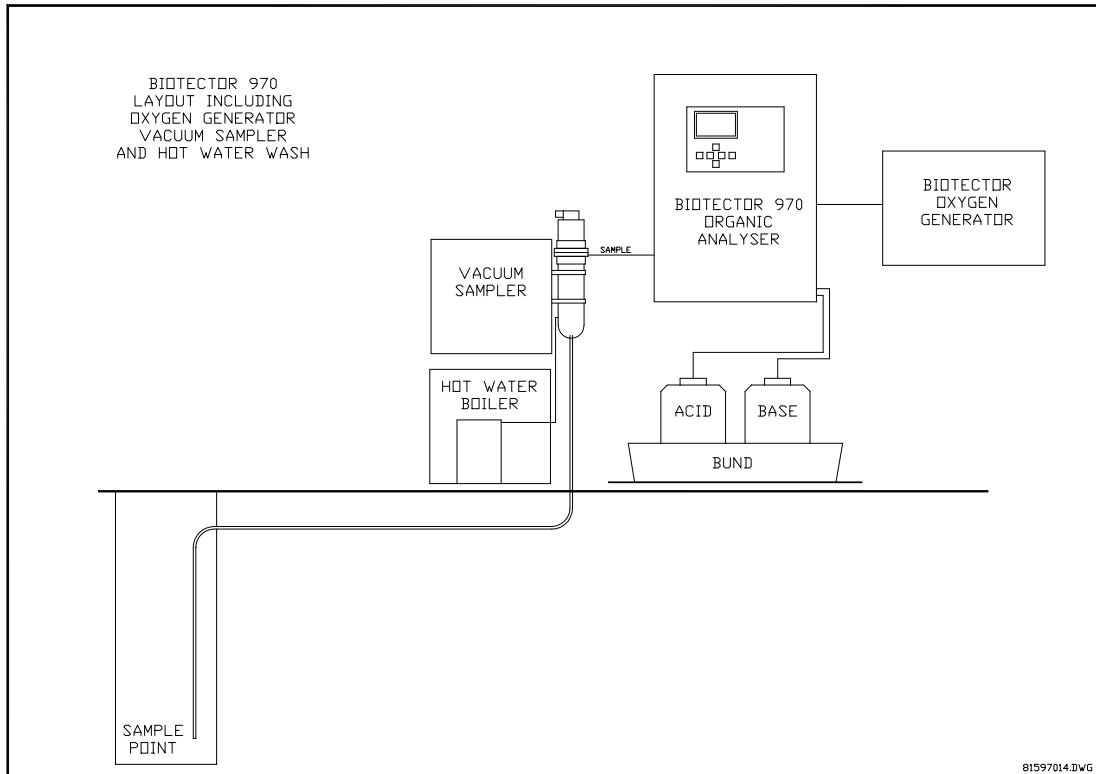 BIOTECTOR 970
LAYOUT INCLUDING
OXYGEN GENERATOR
VACUUM SAMPLER
AND HOT WATER WASH
BIOTECTOR 970
ORGANIC
ANALYSER
BIOTECTOR
OXYGEN
GENERATOR
SAMPLE
VACUUM
SAMPLER
HOT WATER
BOILER
ACID
BASE
BUND
SAMPLE
POINT
81597014.DWG